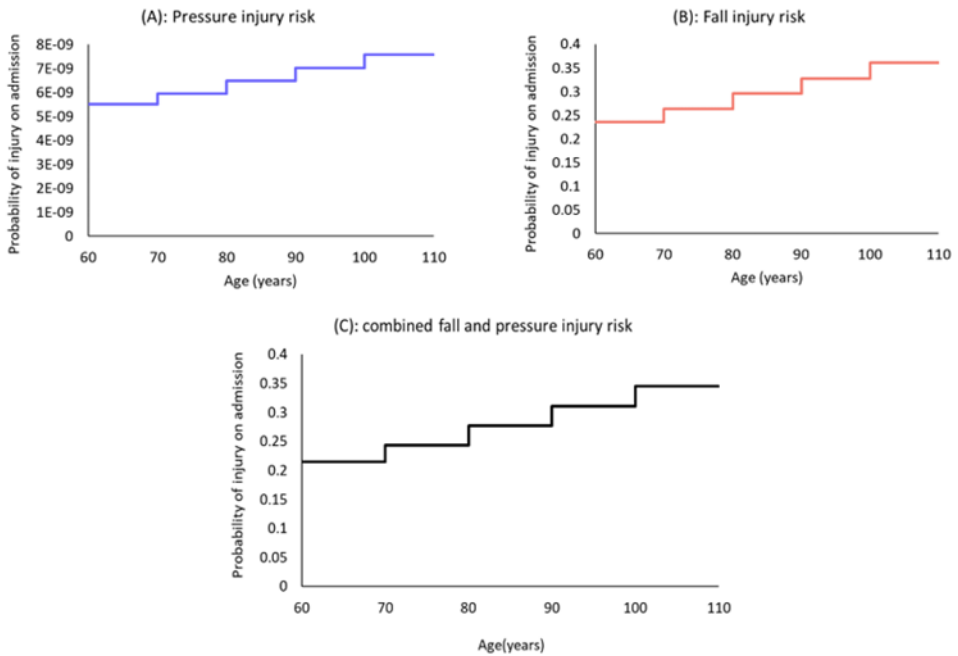 (A): Pressure injury risk
Probability of injury on admission
8E-09
7E-09
6E-09
5E-09
4E-09
3E-09
2E-09
1E-09
0
60 70 80 90 100 110
Age (years)
(B): Fall injury risk
Probability of injury on admission
0.4
0.35
0.3
0.25
0.2
0.15
0.1
0.05
0
60 70 80 90 100 110
Age (years)
(C): combined fall and pressure injury risk
Probability of injury on admission
0.4
0.35
0.3
0.25
0.2
0.15
0.1
0.05
0
60 70 80 90 100 110
Age(years)